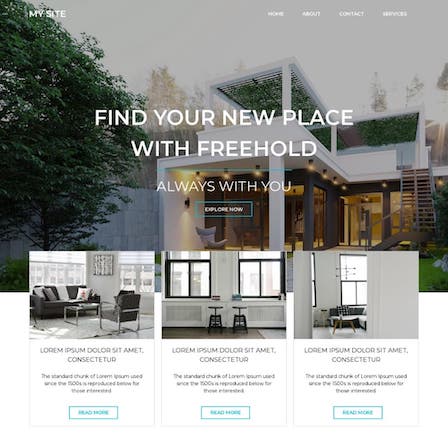 MY SITE
HOME ABOUT CONTACT SERVICES
FIND YOUR NEW PLACE
WITH FREEHOLD
ALWAYS WITH YOU
EXPLORE NOW
LOREM IPSUM DOLOR SIT AMET,
CONSECTETUR
The standard chunk of Lorem Ipsum used
since the 1500s is reproduced below for
those interested.
READ MORE
LOREM IPSUM DOLOR SIT AMET,
CONSECTETUR
The standard chunk of Lorem Ipsum used
since the 1500s is reproduced below for
those interested.
READ MORE
LOREM IPSUM DOLOR SIT AMET,
CONSECTETUR
The standard chunk of Lorem Ipsum used
since the 1500s is reproduced below for
those interested.
READ MORE